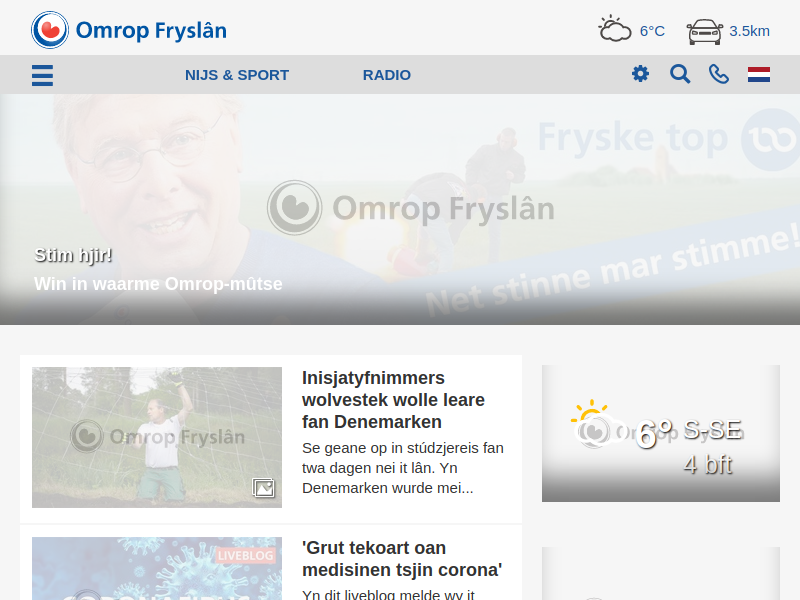 Omrop Fryslân
6°C
3.5km
NIJS & SPORT
RADIO
Fryske top
100
Omrop Fryslân
Net stinne mar stimme!
Stim hjir!
Win in waarme Omrop-mûtse
Omrop Fryslân
Inisjatyfnimmers
wolvestek wolle leare
fan Denemarken
Se geane op in stúdzjereis fan
twa dagen nei it lân. Yn
Denemarken wurde mei...
6° S-SE
4 bft
LIVEBLOG
'Grut tekoart oan
medisinen tsjin corona'
Yn dit liveblog melde wy it